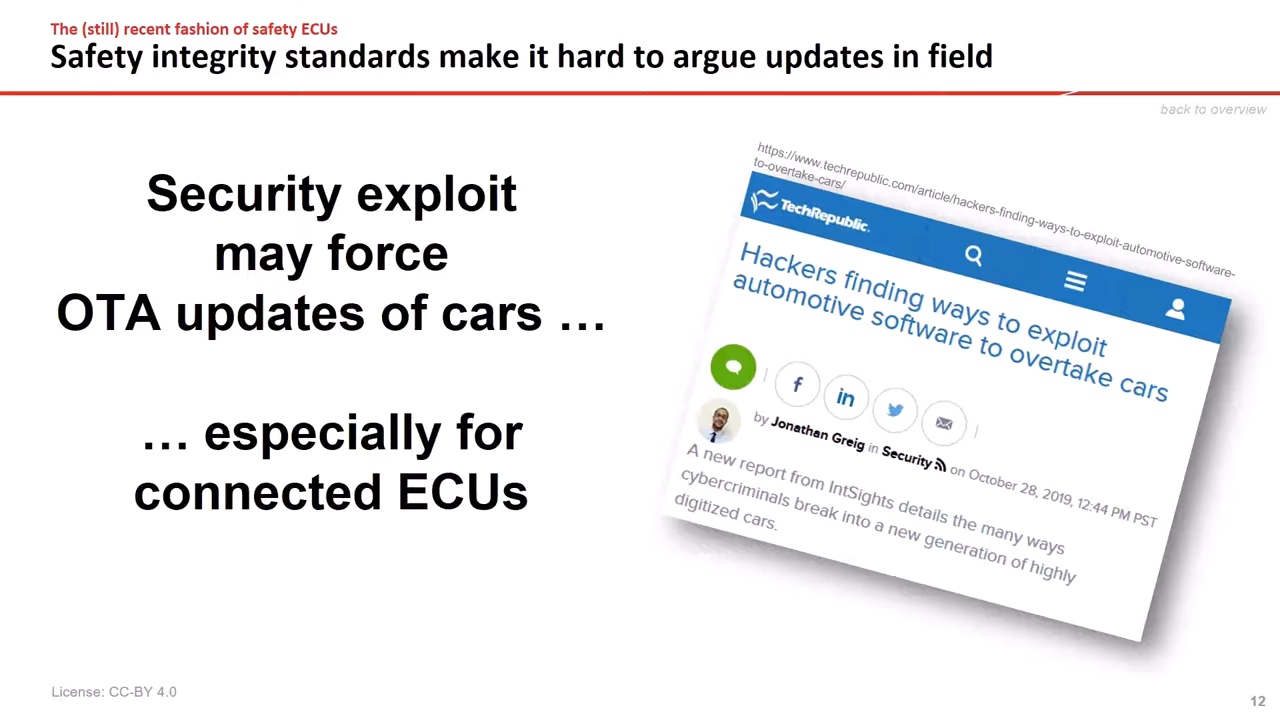 The (still) recent fashion of safety ECUs
Safety integrity standards make it hard to argue updates in field
back to overview
Security exploit
may force
OTA updates of cars …
… especially for
connected ECUs
https://www.techrepublic.com/article/hackers-finding-ways-to-exploit-automotive-software-
to-overtake-cars/
TechRepublic.
Hackers finding ways to exploit
automotive software to overtake cars
f
in
by Jonathan Greig in Security on October 28, 2019, 12:44 PM PST
A new report from IntSights details the many ways
cybercriminals break into a new generation of highly
digitized cars.
License: CC-BY 4.0
12